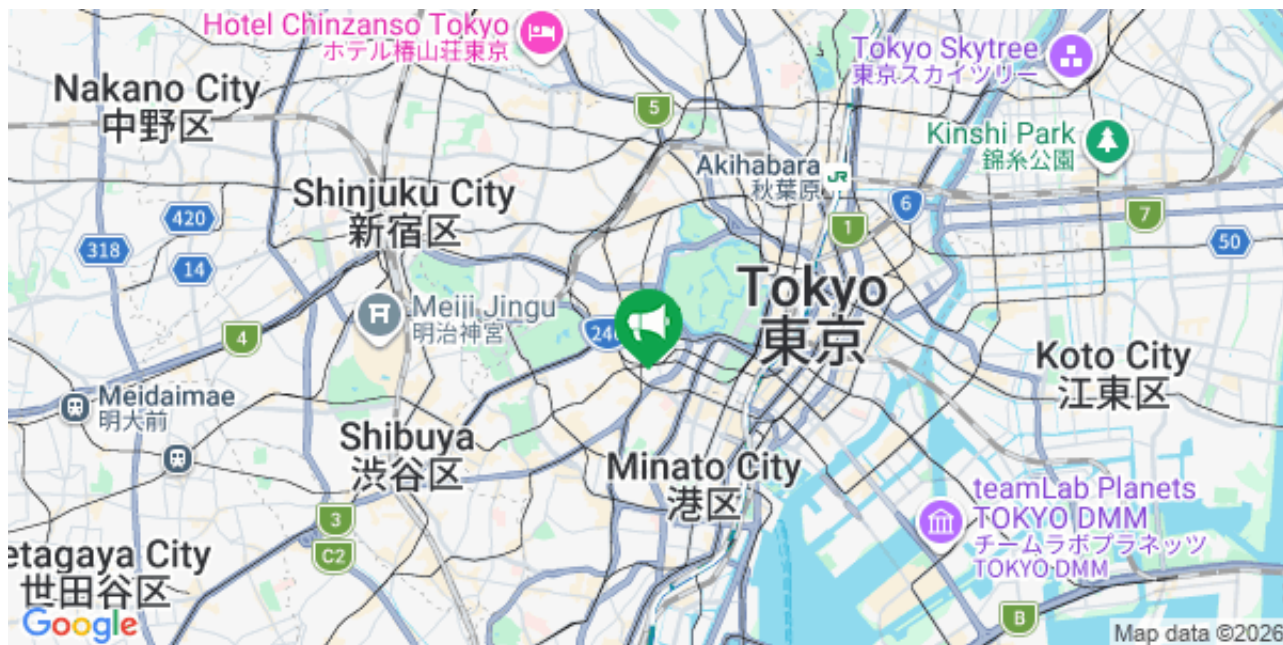 Hotel Chinzanso Tokyo
ホテル椿山荘東京
Tokyo Skytree
東京スカイツリー
Nakano City
中野区
5
Kinshi Park
錦糸公園
Akihabara
秋葉原
JR
Shinjuku City
新宿区
420
6
7
1
318
50
14
Tokyo
東京
Meiji Jingu
明治神宮
246
4
Koto City
江東区
Meidaimae
明大前
Shibuya
渋谷区
Minato City
港区
teamLab Planets
TOKYO DMM
チームラボプラネッツ
TOKYO DMM
3
C2
etagaya City
世田谷区
B
Google
Map data ©2026